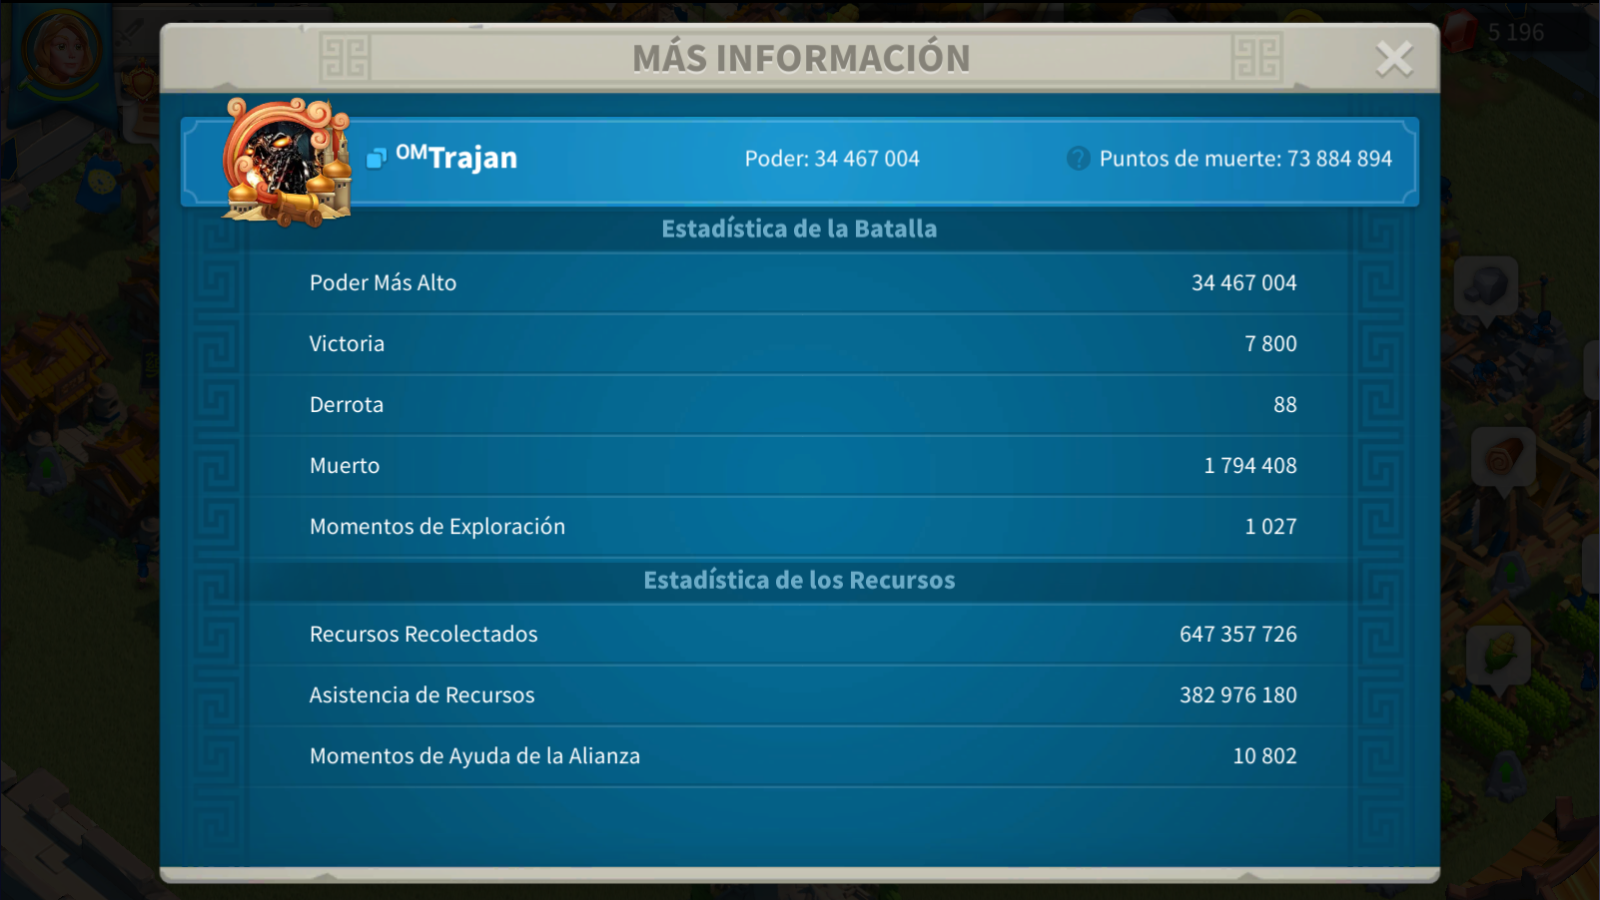 5 196
MÁS INFORMACIÓN
ᴼᴹTrajan
Poder: 34 467 004
? Puntos de muerte: 73 884 894
Estadística de la Batalla
Poder Más Alto 34 467 004
Victoria 7 800
Derrota 88
Muerto 1 794 408
Momentos de Exploración 1 027
Estadística de los Recursos
Recursos Recolectados 647 357 726
Asistencia de Recursos 382 976 180
Momentos de Ayuda de la Alianza 10 802